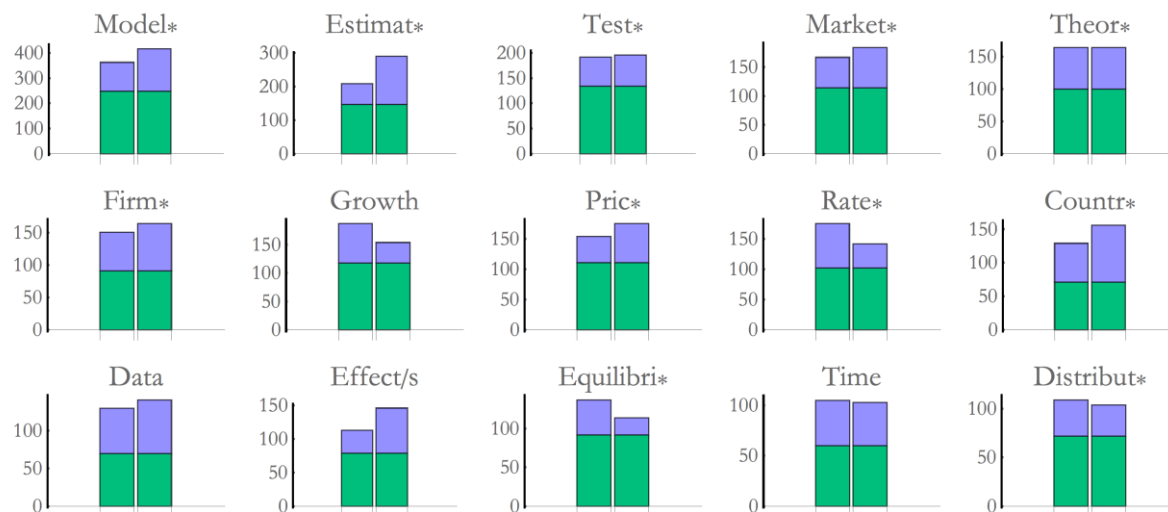 Model* Estimat* Test* Market* Theor*
400 300 200 150 150
300 200 150 100 100
200 100 100 50 50
100 0 50 0 0
0 0
Firm* Growth Pric* Rate* Countr*
150 150 150 150 150
100 100 100 100 100
50 50 50 50 50
0 0 0 0 0
Data Effect/s Equilibri* Time Distribut*
100 150 100 100 100
50 100 50 50 50
0 50 0 0 0
0